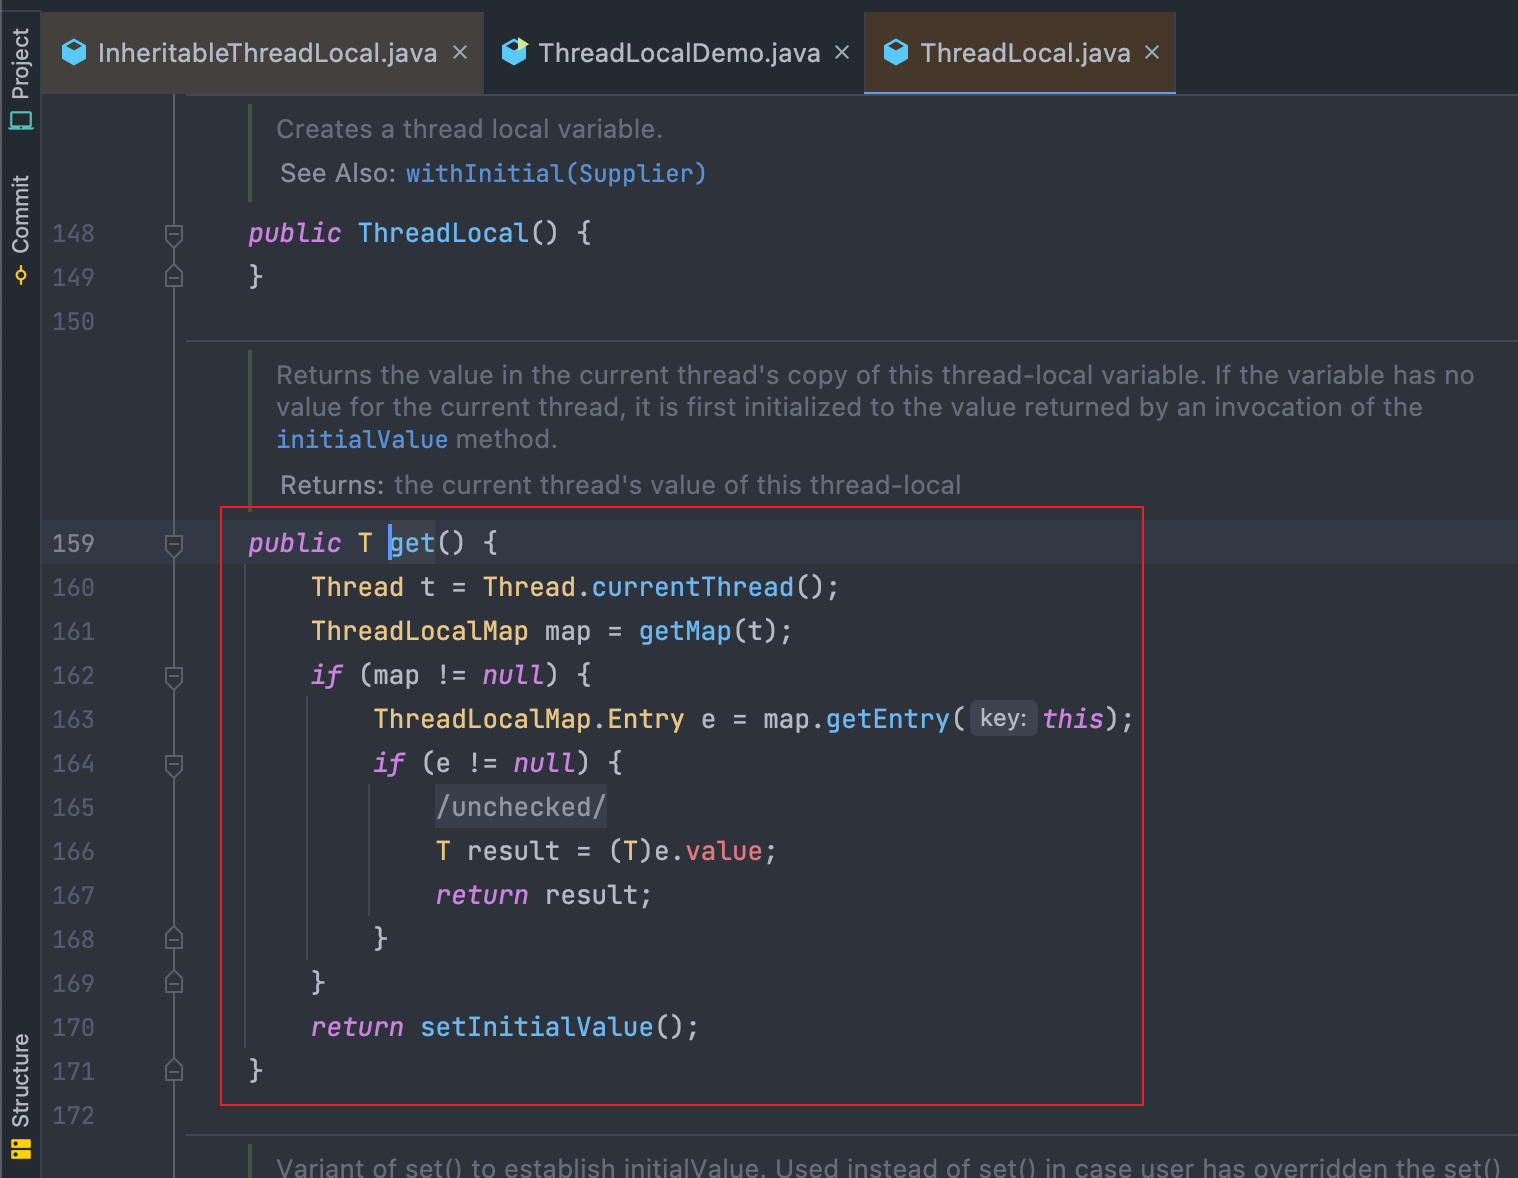 InheritableThreadLocal.java
ThreadLocalDemo.java
ThreadLocal.java
Project
Commit
Structure
Creates a thread local variable.
See Also: withInitial(Supplier)
148 public ThreadLocal() {
149 }
150
Returns the value in the current thread's copy of this thread-local variable. If the variable has no
value for the current thread, it is first initialized to the value returned by an invocation of the
initialValue method.
Returns: the current thread's value of this thread-local
159 public T get() {
160 Thread t = Thread.currentThread();
161 ThreadLocalMap map = getMap(t);
162 if (map != null) {
163 ThreadLocalMap.Entry e = map.getEntry( key: this);
164 if (e != null) {
165 /unchecked/
166 T result = (T)e.value;
167 return result;
168 }
169 }
170 return setInitialValue();
171 }
172
Variant of set() to establish initialValue. Used instead of set() in case user has overridden the set()